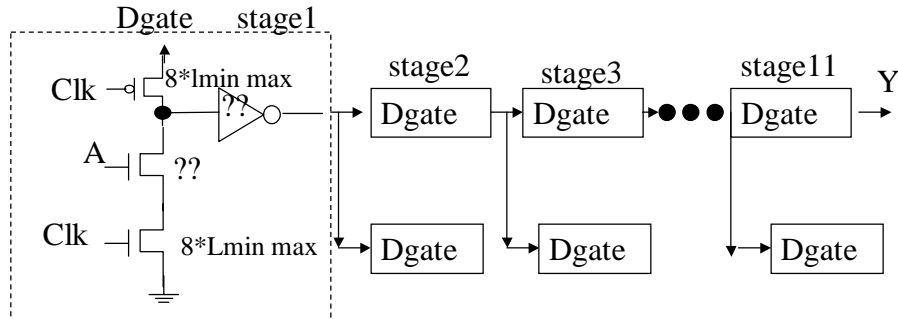 Dgate stage1
8*lmin max
Clk
??
A
??
Clk
8*Lmin max
stage2
Dgate
stage3
Dgate
stage11
Dgate
Y
Dgate
Dgate
Dgate